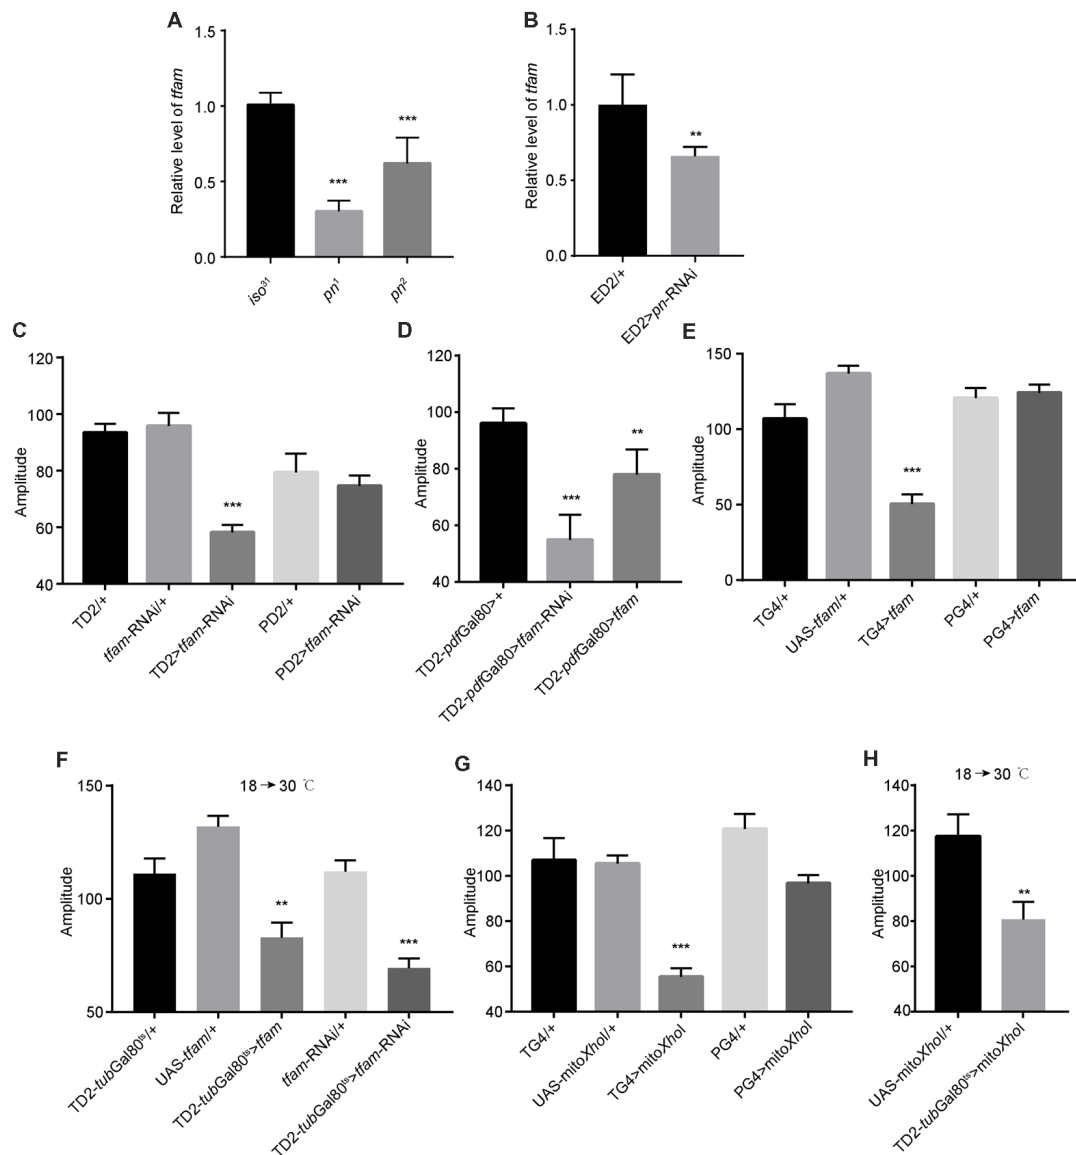 A
Relative level of tfam
1.5
1.0
0.5
0.0
***
***
iso³¹
pn¹
pn²
B
Relative level of tfam
1.5
1.0
0.5
0.0
**
ED2/+
ED2>pn-RNAi
C
Amplitude
120
100
80
60
40
***
TD2/+
tfam-RNAi/+
TD2>tfam-RNAi
PD2/+
PD2>tfam-RNAi
D
Amplitude
120
100
80
60
40
***
**
TD2-pdfGal80>+
TD2-pdfGal80>tfam-RNAi
TD2-pdfGal80>tfam
E
Amplitude
150
100
50
0
***
TG4/+
UAS-tfam/+
TG4>tfam
PG4/+
PG4>tfam
F
18→30 ℃
Amplitude
150
100
50
**
***
TD2-tubGal80ᵗˢ/+
UAS-tfam/+
TD2-tubGal80ᵗˢ>tfam
tfam-RNAi/+
TD2-tubGal80ᵗˢ>tfam-RNAi
G
Amplitude
140
120
100
80
60
40
***
TG4/+
UAS-mitoXhoI/+
TG4>mitoXhoI
PG4/+
PG4>mitoXhoI
H
18→30 ℃
Amplitude
140
120
100
80
60
40
**
UAS-mitoXhoI/+
TD2-tubGal80ᵗˢ>mitoXhoI